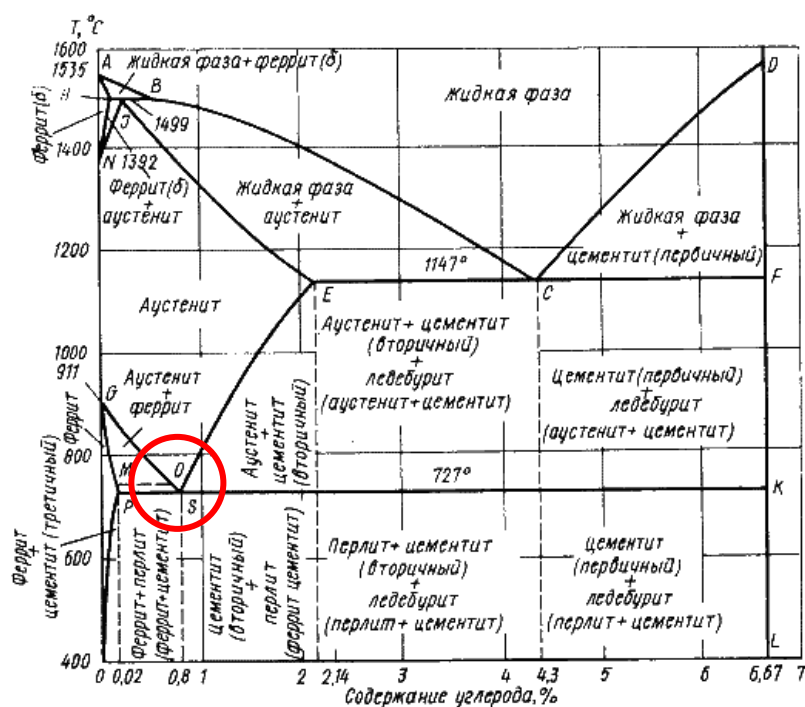 T, °C
1600
1535
A
Жидкая фаза+феррит(δ)
B
D
H
J
1499
Жидкая фаза
Феррит(δ)
1400
N 1392
Феррит(δ)
+
аустенит
Жидкая фаза
+
аустенит
Жидкая фаза
+
цементит(первичный)
1200
1147°
E
C
F
Аустенит
Аустенит+цементит
(вторичный)
+
ледебурит
(аустенит+цементит)
1000
911
G
Аустенит
+
феррит
Цементит(первичный)
+
ледебурит
(аустенит+цементит)
Феррит
Аустенит
+
цементит
(вторичный)
800
M
O
727°
K
P
S
Феррит
+
цементит (третичный)
600
Феррит+перлит
(феррит+цементит)
Цементит
(вторичный)
+
перлит
(феррит цементит)
Перлит+цементит
(вторичный)
+
ледебурит
(перлит+цементит)
Цементит
(первичный)
+
ледебурит
(перлит+цементит)
400
L
0 0,02 0,8 1 2 2,14 3 4 4,3 5 6 6,67 7
Содержание углерода, %